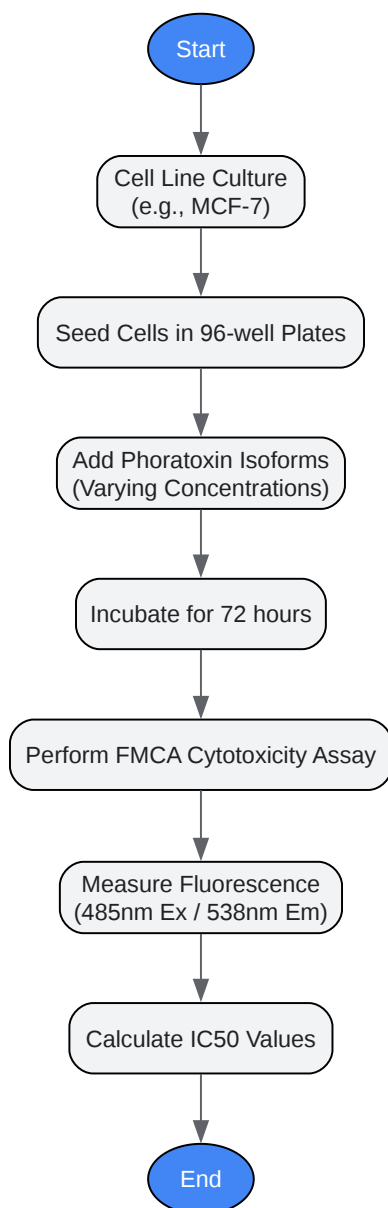 Start
Cell Line Culture
(e.g., MCF-7)
Seed Cells in 96-well Plates
Add Phoratoxin Isoforms
(Varying Concentrations)
Incubate for 72 hours
Perform FMCA Cytotoxicity Assay
Measure Fluorescence
(485nm Ex / 538nm Em)
Calculate IC50 Values
End